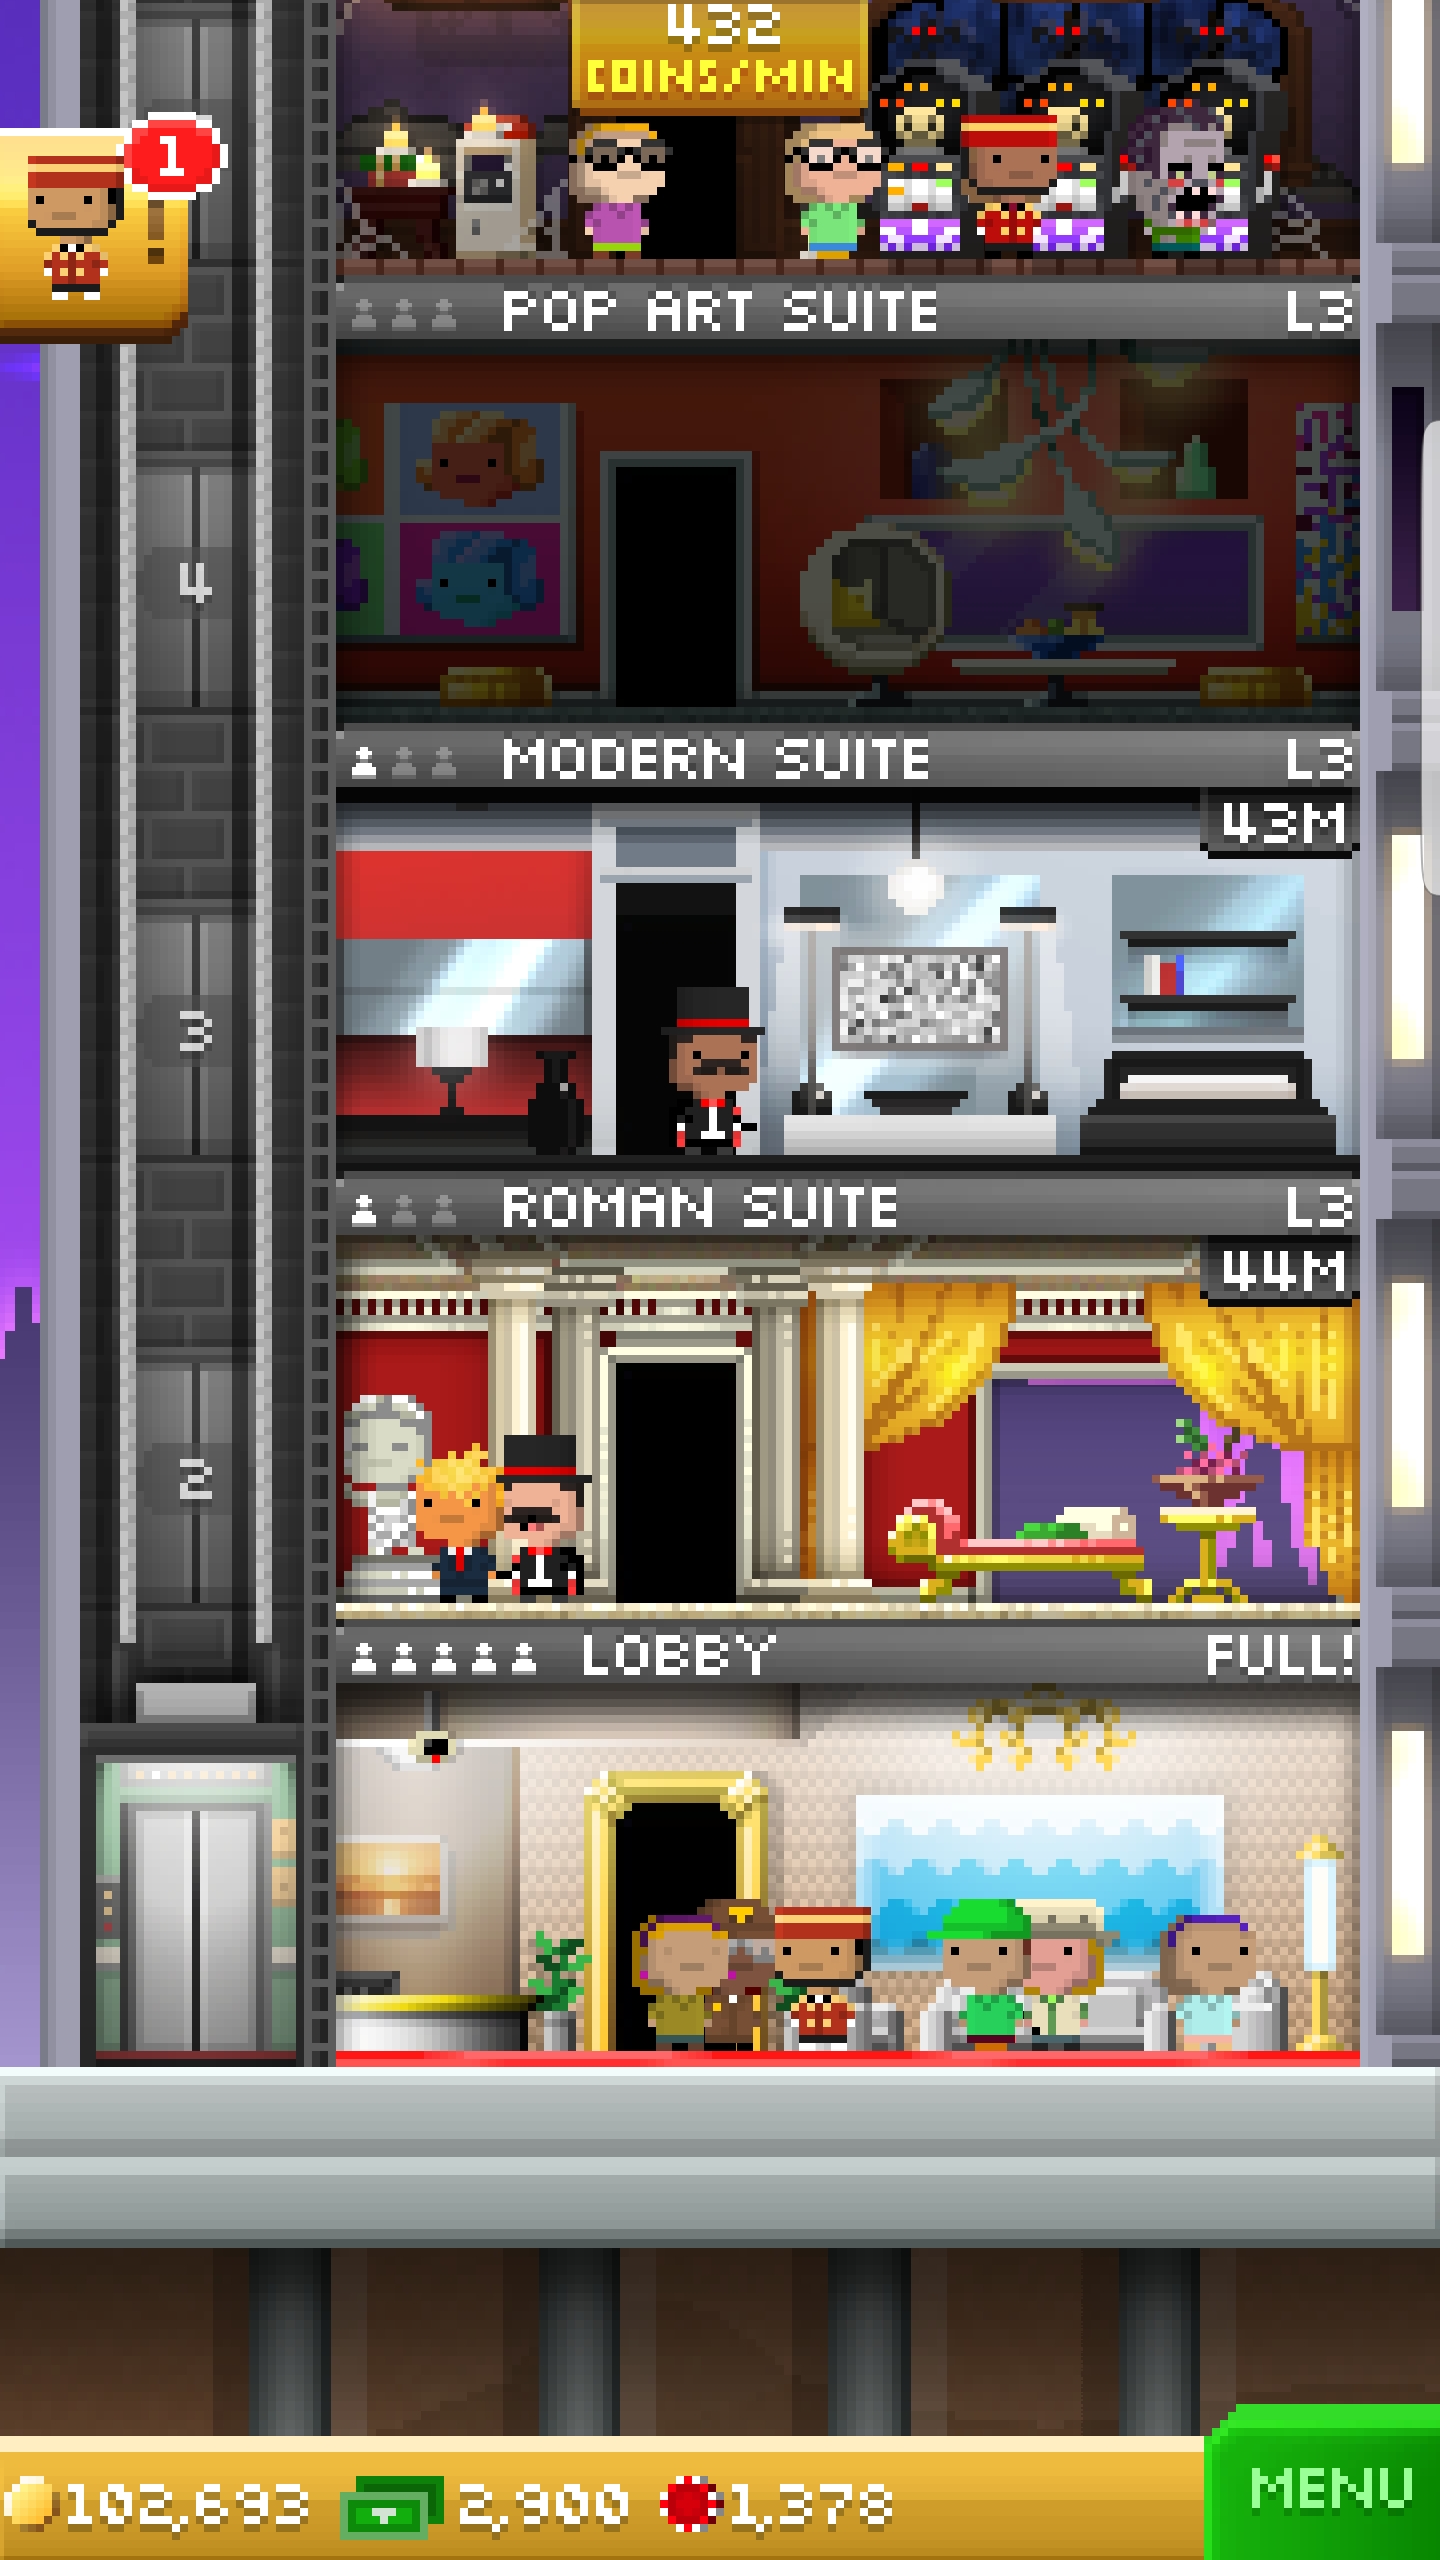 432
COINS/MIN
1
POP ART SUITE L3
4
MODERN SUITE L3
43M
3
ROMAN SUITE L3
44M
2
LOBBY FULL!
102,693 2,900 1,378
MENU